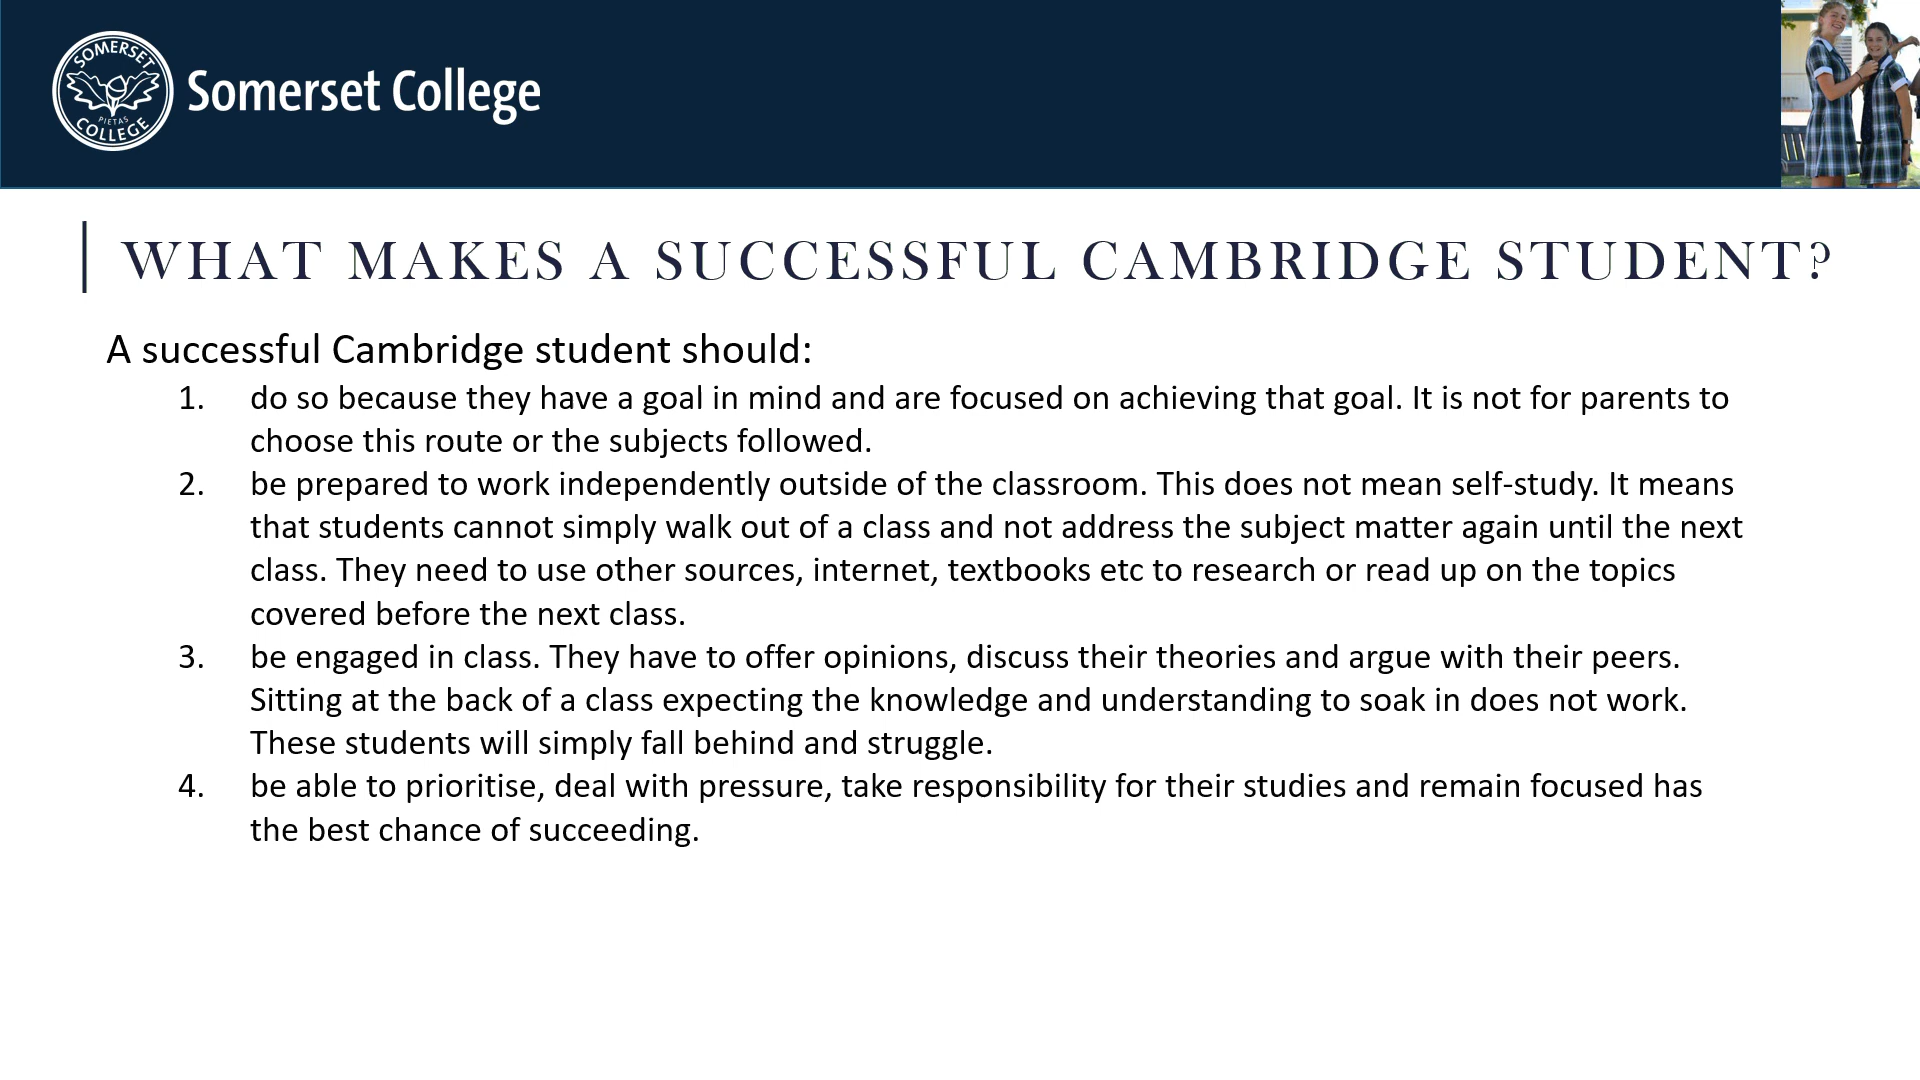 SOMERSET
PIETAS
COLLEGE
Somerset College
WHAT MAKES A SUCCESSFUL CAMBRIDGE STUDENT?
A successful Cambridge student should:
1. do so because they have a goal in mind and are focused on achieving that goal. It is not for parents to
choose this route or the subjects followed.
2. be prepared to work independently outside of the classroom. This does not mean self-study. It means
that students cannot simply walk out of a class and not address the subject matter again until the next
class. They need to use other sources, internet, textbooks etc to research or read up on the topics
covered before the next class.
3. be engaged in class. They have to offer opinions, discuss their theories and argue with their peers.
Sitting at the back of a class expecting the knowledge and understanding to soak in does not work.
These students will simply fall behind and struggle.
4. be able to prioritise, deal with pressure, take responsibility for their studies and remain focused has
the best chance of succeeding.